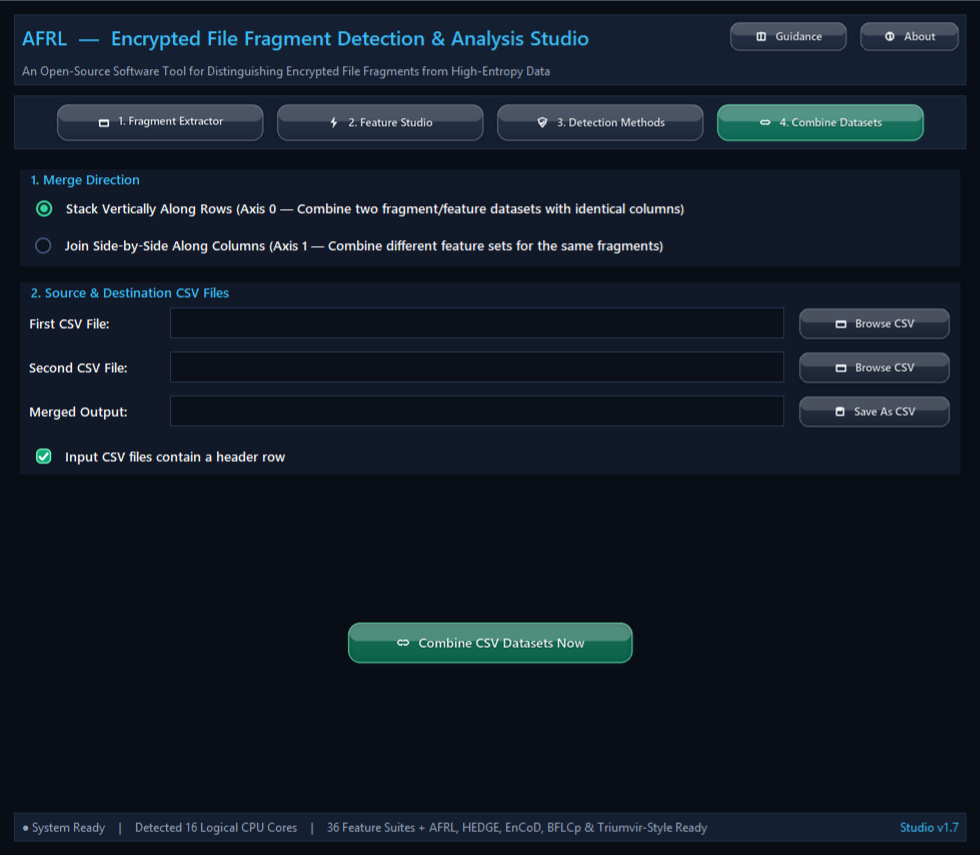 AFRL — Encrypted File Fragment Detection & Analysis Studio
Guidance
About
An Open-Source Software Tool for Distinguishing Encrypted File Fragments from High-Entropy Data
1. Fragment Extractor
2. Feature Studio
3. Detection Methods
4. Combine Datasets
1. Merge Direction
Stack Vertically Along Rows (Axis 0 — Combine two fragment/feature datasets with identical columns)
Join Side-by-Side Along Columns (Axis 1 — Combine different feature sets for the same fragments)
2. Source & Destination CSV Files
First CSV File:
Browse CSV
Second CSV File:
Browse CSV
Merged Output:
Save As CSV
Input CSV files contain a header row
Combine CSV Datasets Now
● System Ready | Detected 16 Logical CPU Cores | 36 Feature Suites + AFRL, HEDGE, EnCoD, BFLCp & Triumvir-Style Ready
Studio v1.7